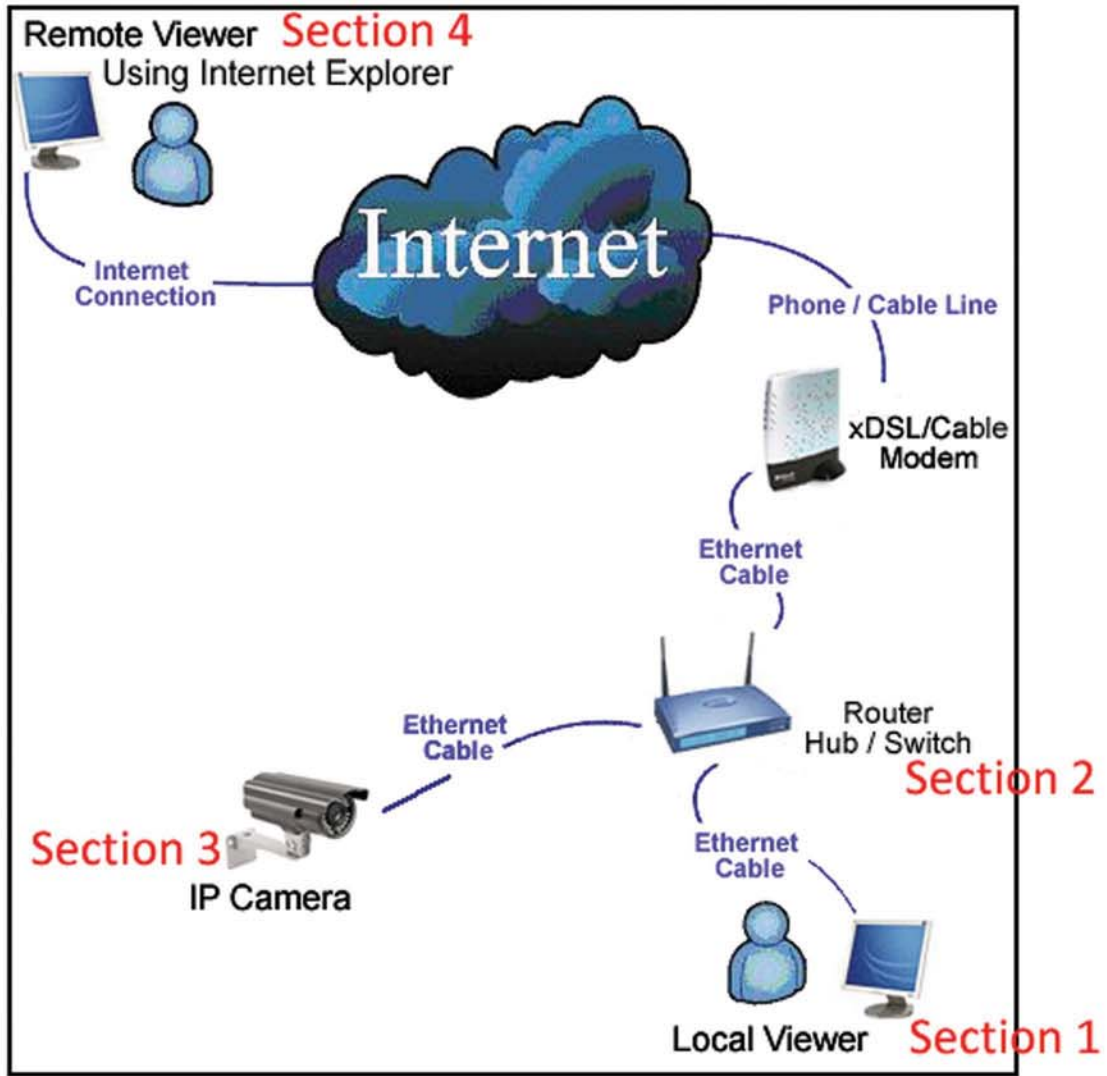 Remote Viewer Section 4
Using Internet Explorer
Internet
Internet
Connection
Phone / Cable Line
xDSL/Cable
Modem
Ethernet
Cable
Router
Hub / Switch
Section 2
Ethernet
Cable
Section 3
IP Camera
Ethernet
Cable
Local Viewer Section 1